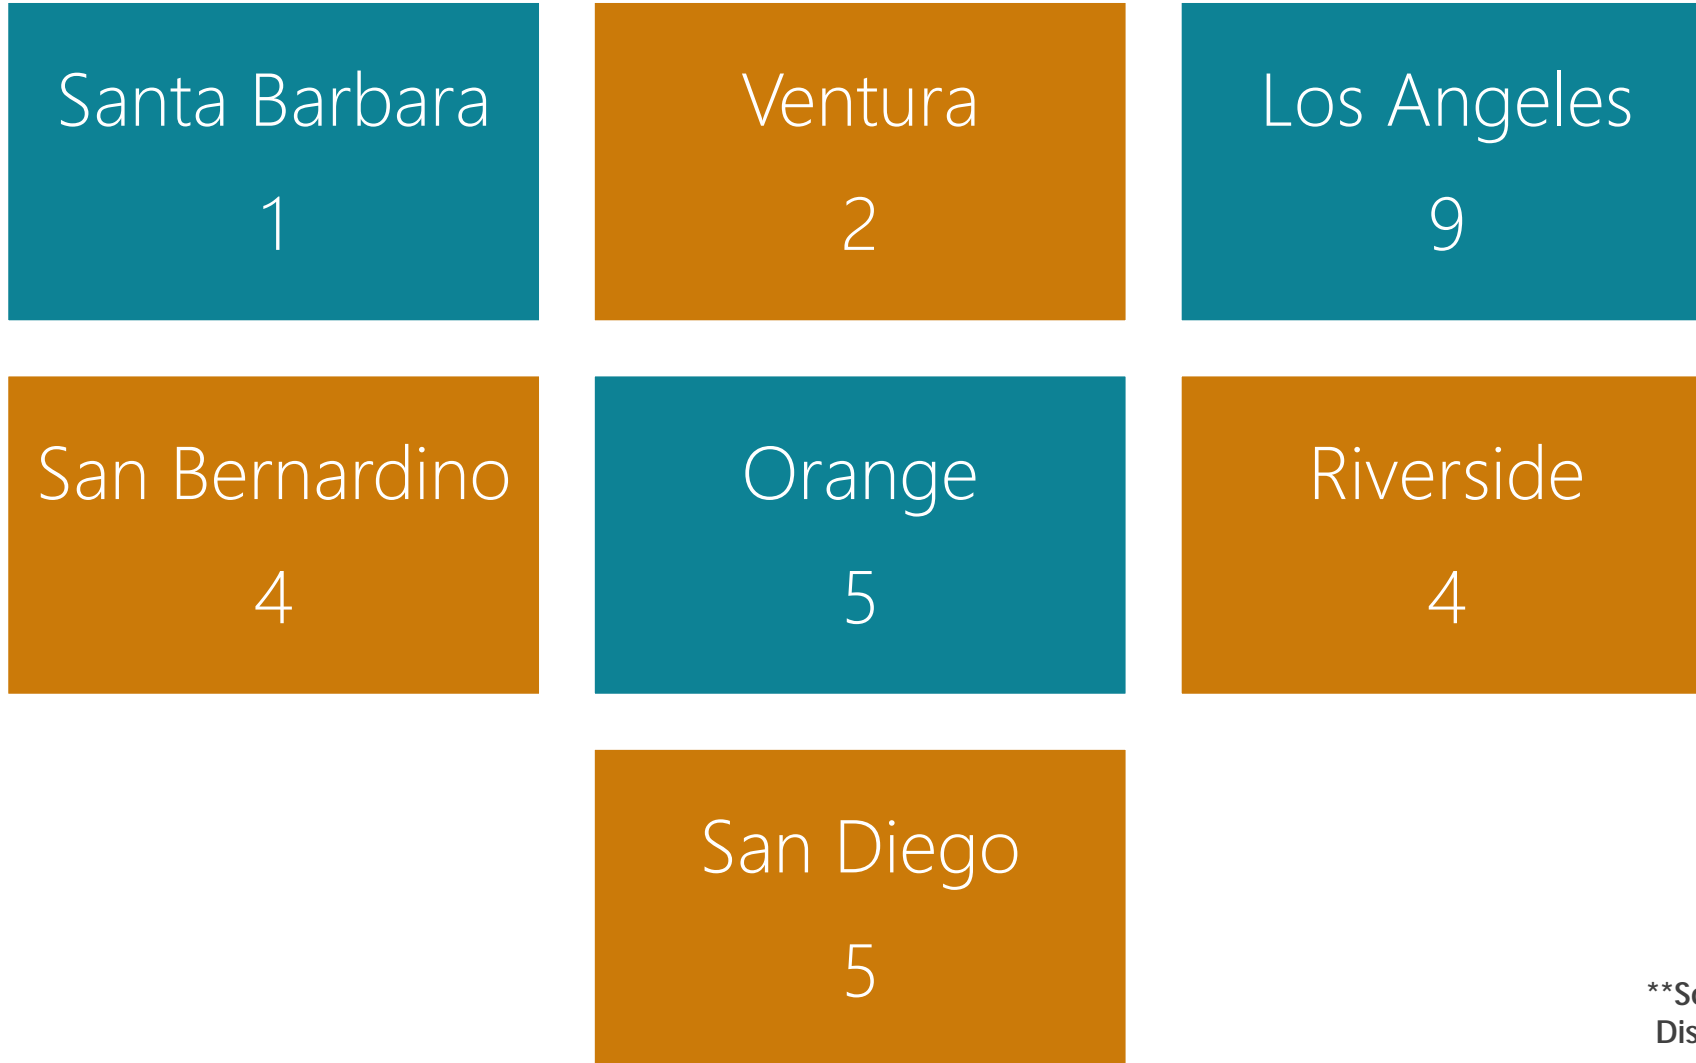 Santa Barbara
1
Ventura
2
Los Angeles
9
San Bernardino
4
Orange
5
Riverside
4
San Diego
5